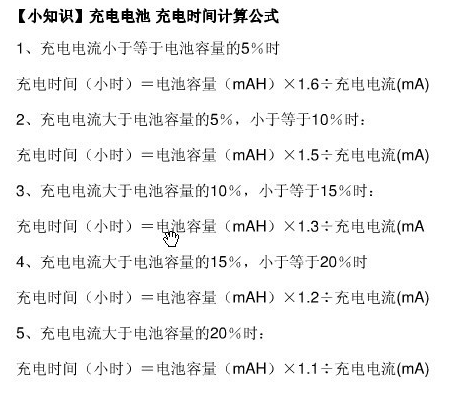 【小知识】充电电池 充电时间计算公式
1、充电电流小于等于电池容量的5%时
充电时间（小时）＝电池容量（mAH）×1.6÷充电电流(mA)
2、充电电流大于电池容量的5%，小于等于10%时：
充电时间（小时）＝电池容量（mAH）×1.5÷充电电流(mA)
3、充电电流大于电池容量的10%，小于等于15%时：
充电时间（小时）＝电池容量（mAH）×1.3÷充电电流(mA
4、充电电流大于电池容量的15%，小于等于20%时
充电时间（小时）＝电池容量（mAH）×1.2÷充电电流(mA)
5、充电电流大于电池容量的20%时：
充电时间（小时）＝电池容量（mAH）×1.1÷充电电流(mA)